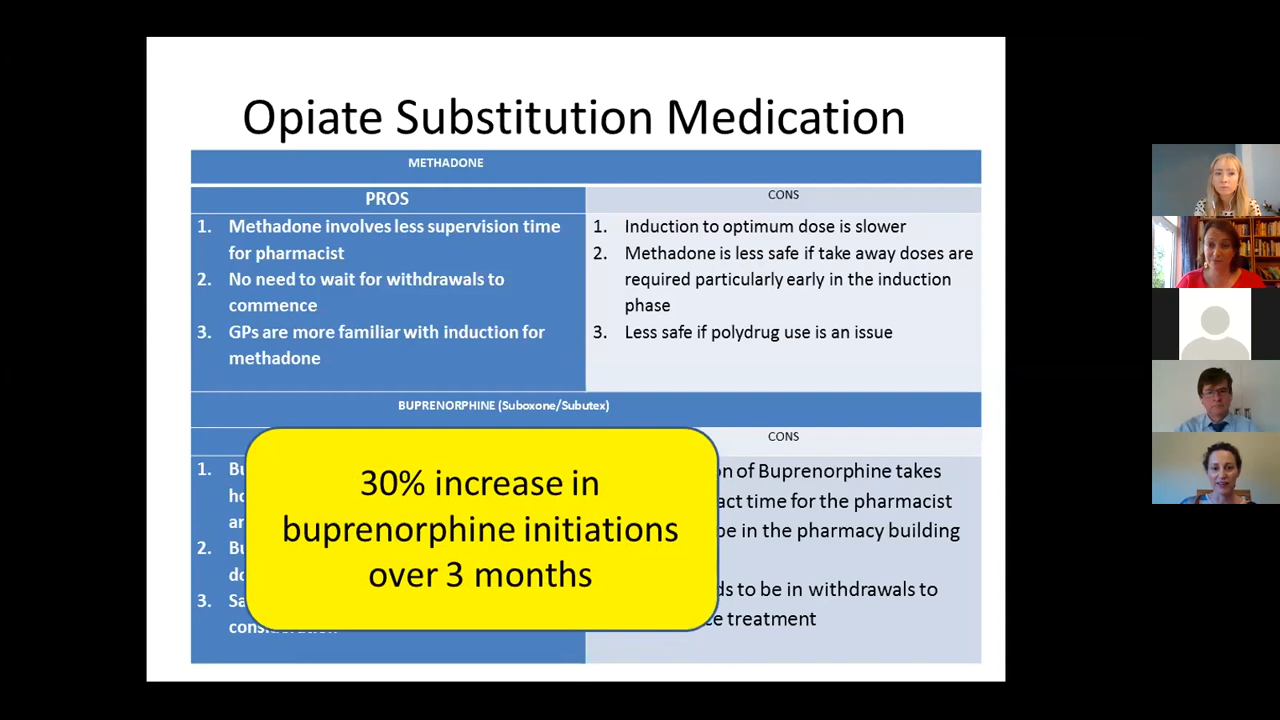 Opiate Substitution Medication
METHADONE
PROS
1. Methadone involves less supervision time
for pharmacist
2. No need to wait for withdrawals to
commence
3. GPs are more familiar with induction for
methadone
CONS
1. Induction to optimum dose is slower
2. Methadone is less safe if take away doses are
required particularly early in the induction
phase
3. Less safe if polydrug use is an issue
BUPRENORPHINE (Suboxone/Subutex)
1.
2.
3.
30% increase in
buprenorphine initiations
over 3 months
CONS
of Buprenorphine takes
time for the pharmacist
be in the pharmacy building
to be in withdrawals to
treatment